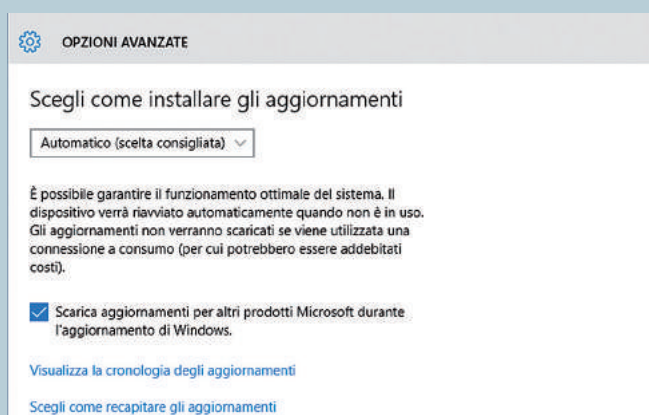 OPZIONI AVANZATE
Scegli come installare gli aggiornamenti
Automatico (scelta consigliata)
È possibile garantire il funzionamento ottimale del sistema. Il
dispositivo verrà riavviato automaticamente quando non è in uso.
Gli aggiornamenti non verranno scaricati se viene utilizzata una
connessione a consumo (per cui potrebbero essere addebitati
costi).
Scarica aggiornamenti per altri prodotti Microsoft durante
l'aggiornamento di Windows.
Visualizza la cronologia degli aggiornamenti
Scegli come recapitare gli aggiornamenti